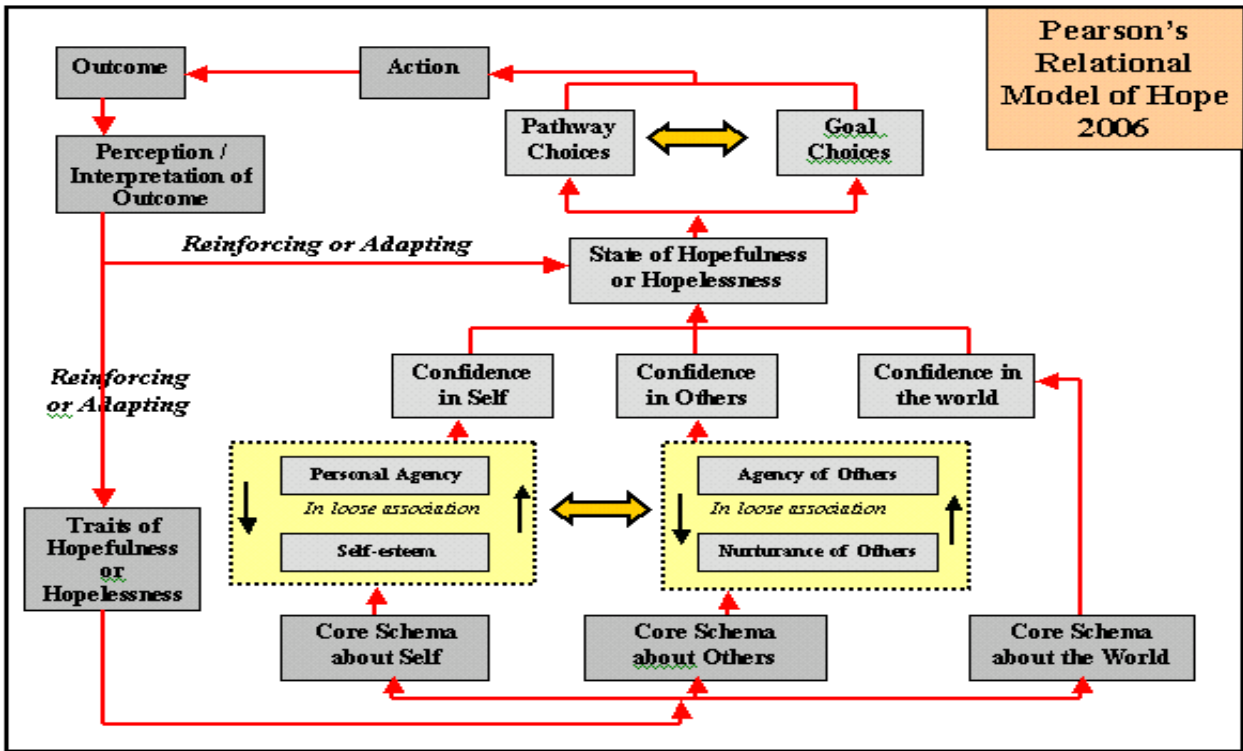 Pearson's
Relational
Model of Hope
2006
Outcome
Action
Pathway
Choices
Goal
Choices
Perception /
Interpretation of
Outcome
Reinforcing or Adapting
State of Hopefulness
or Hopelessness
Reinforcing
or Adapting
Confidence
in Self
Confidence
in Others
Confidence in
the world
Personal Agency
In loose association
Self-esteem
Agency of Others
In loose association
Nurturance of Others
Traits of
Hopefulness
or
Hopelessness
Core Schema
about Self
Core Schema
about Others
Core Schema
about the World